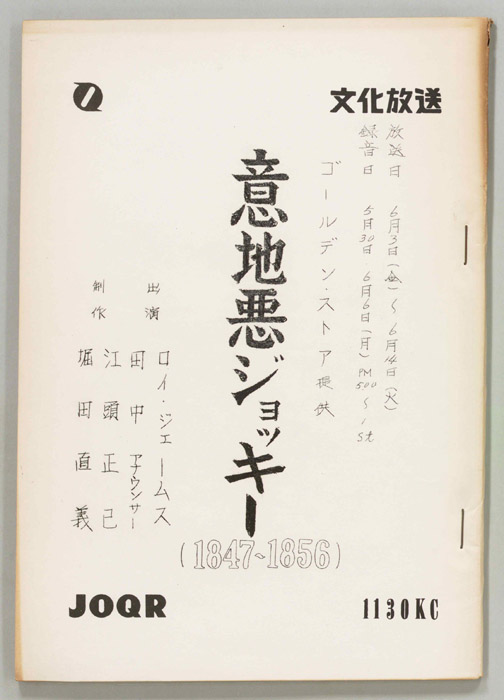 文化放送
放送日 6月3日(金)〜6月14日(火)
録音日 5月30日 6月6日(月) PM 500〜 1st
ゴールデン・ストア提供
意地悪ジョッキー
(1847~1856)
出演 ロイ・ジェームス
田中アナウンサー
制作 江頭正己
堀田直義
JOQR
1130KC